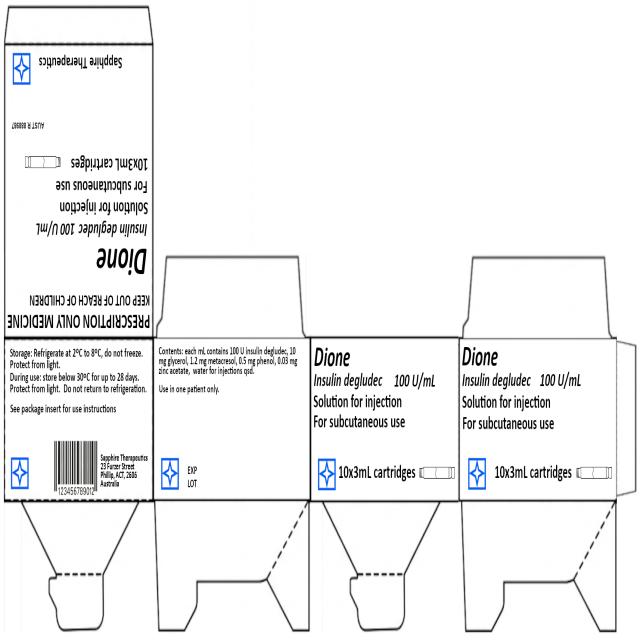 PRESCRIPTION ONLY MEDICINE
KEEP OUT OF REACH OF CHILDREN
Dione
Insulin degludec 100 U/mL
Solution for injection
For subcutaneous use
10x3mL cartridges
AUST R 888987
Sapphire Therapeutics
Storage: Refrigerate at 2°C to 8°C, do not freeze.
Protect from light.
During use: store below 30°C for up to 28 days.
Protect from light. Do not return to refrigeration.
See package insert for use instructions
123456789012
Sapphire Therapeutics
23 Furzer Street
Phillip, ACT, 2606
Australia
Contents: each mL contains 100 U insulin degludec, 10
mg glycerol, 1.2 mg metacresol, 0.5 mg phenol, 0.03 mg
zinc acetate, water for injections qsd.
Use in one patient only.
EXP
LOT
Dione
Insulin degludec 100 U/mL
Solution for injection
For subcutaneous use
10x3mL cartridges
Dione
Insulin degludec 100 U/mL
Solution for injection
For subcutaneous use
10x3mL cartridges